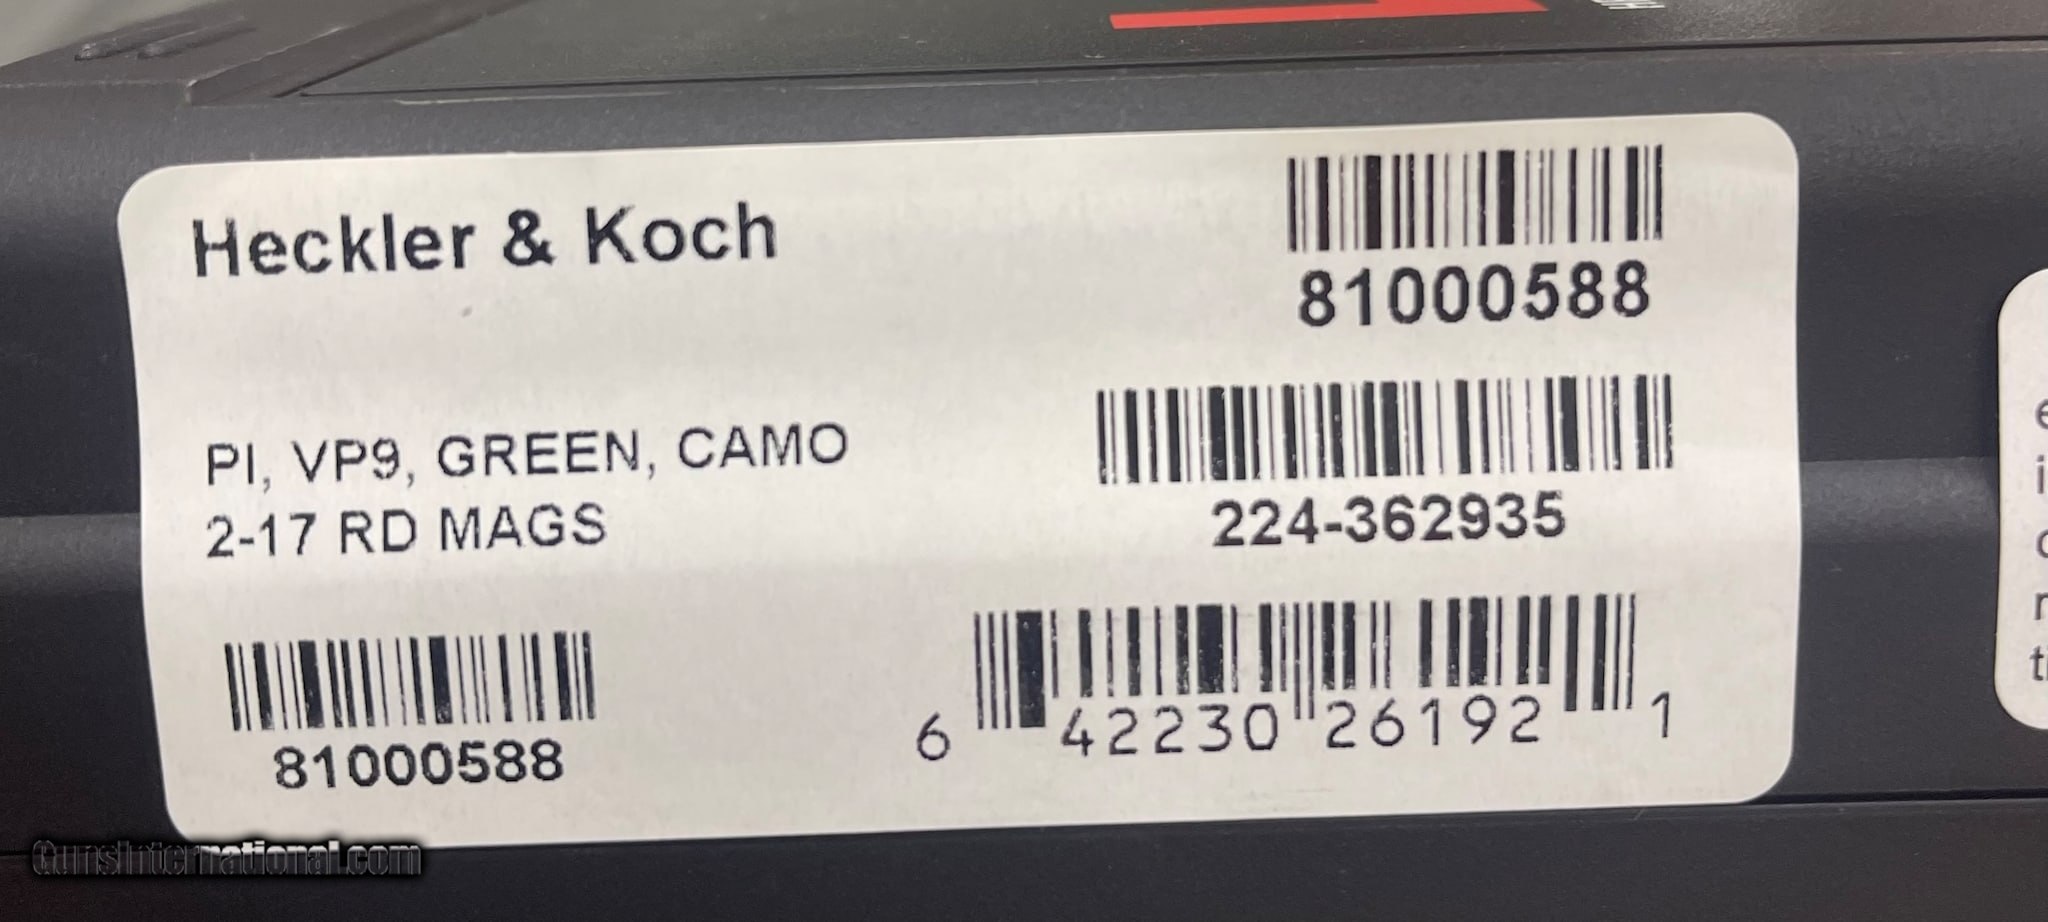 Heckler & Koch
81000588
PI, VP9, GREEN, CAMO
2-17 RD MAGS
224-362935
81000588
6 42230 26192 1
GunsInternational.com